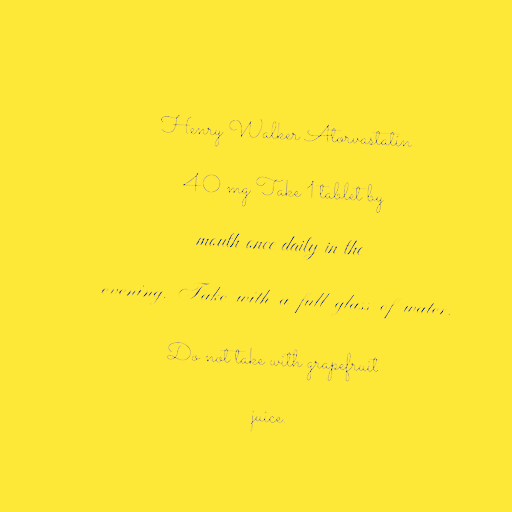 Henry Walker Atorvastatin
40 mg Take 1 tablet by
mouth once daily in the
evening. Take with a full glass of water.
Do not take with grapefruit
juice